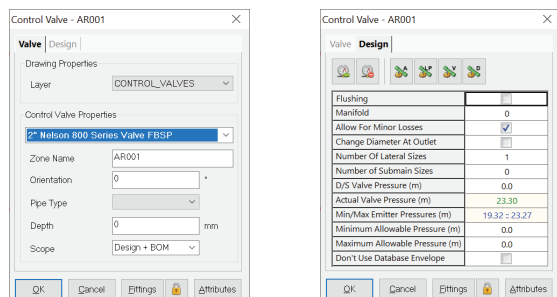 Control Valve - AR001
Valve Design
Drawing Properties
Layer CONTROL_VALVES
Control Valve Properties
2" Nelson 800 Series Valve FBSP
Zone Name AR001
Orientation 0 °
Pipe Type
Depth 0 mm
Scope Design + BOM
OK Cancel Fittings Attributes
Control Valve - AR001
Valve Design
A LP V D
Flushing
Manifold 0
Allow For Minor Losses
Change Diameter At Outlet
Number Of Lateral Sizes 1
Number of Submain Sizes 0
D/S Valve Pressure (m) 0.0
Actual Valve Pressure (m) 23.30
Min/Max Emitter Pressures (m) 19.32 :: 23.27
Minimum Allowable Pressure (m) 0.0
Maximum Allowable Pressure (m) 0.0
Don't Use Database Envelope
OK Cancel Fittings Attributes